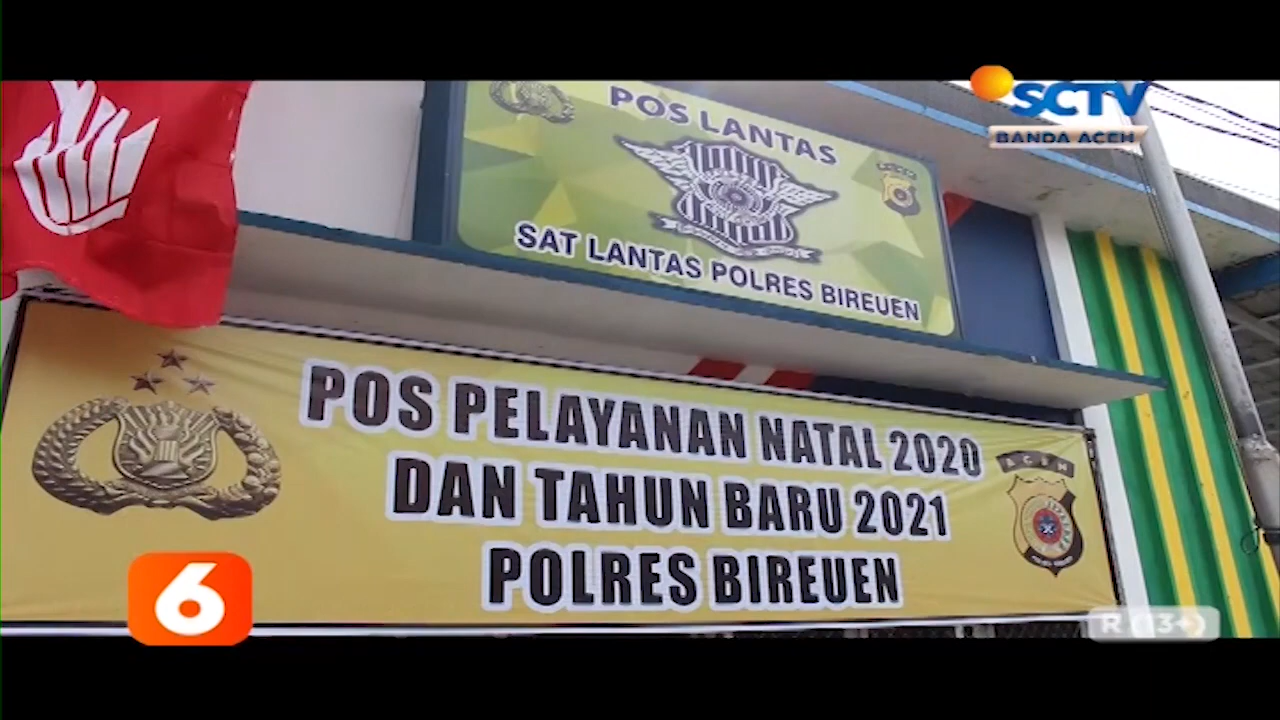 SCTV
BANDA ACEH
POS LANTAS
SAT LANTAS POLRES BIREUEN
POS PELAYANAN NATAL 2020
DAN TAHUN BARU 2021
POLRES BIREUEN
ACEH
6
R 13+